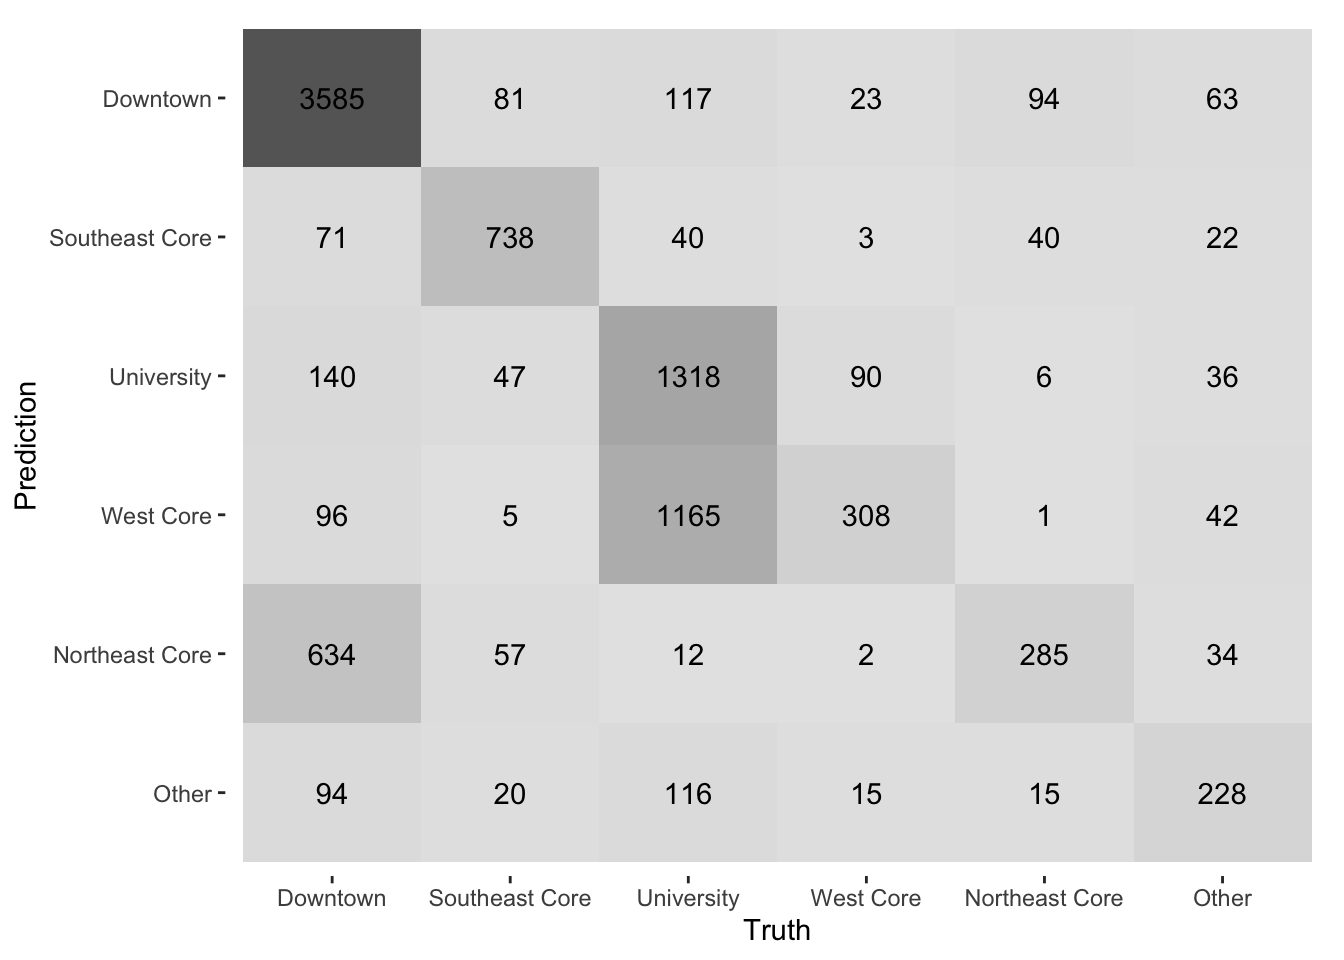 Downtown 3585 81 117 23 94 63
Southeast Core 71 738 40 3 40 22
University 140 47 1318 90 6 36
Prediction
West Core 96 5 1165 308 1 42
Northeast Core 634 57 12 2 285 34
Other 94 20 116 15 15 228
Downtown Southeast Core University West Core Northeast Core Other
Truth